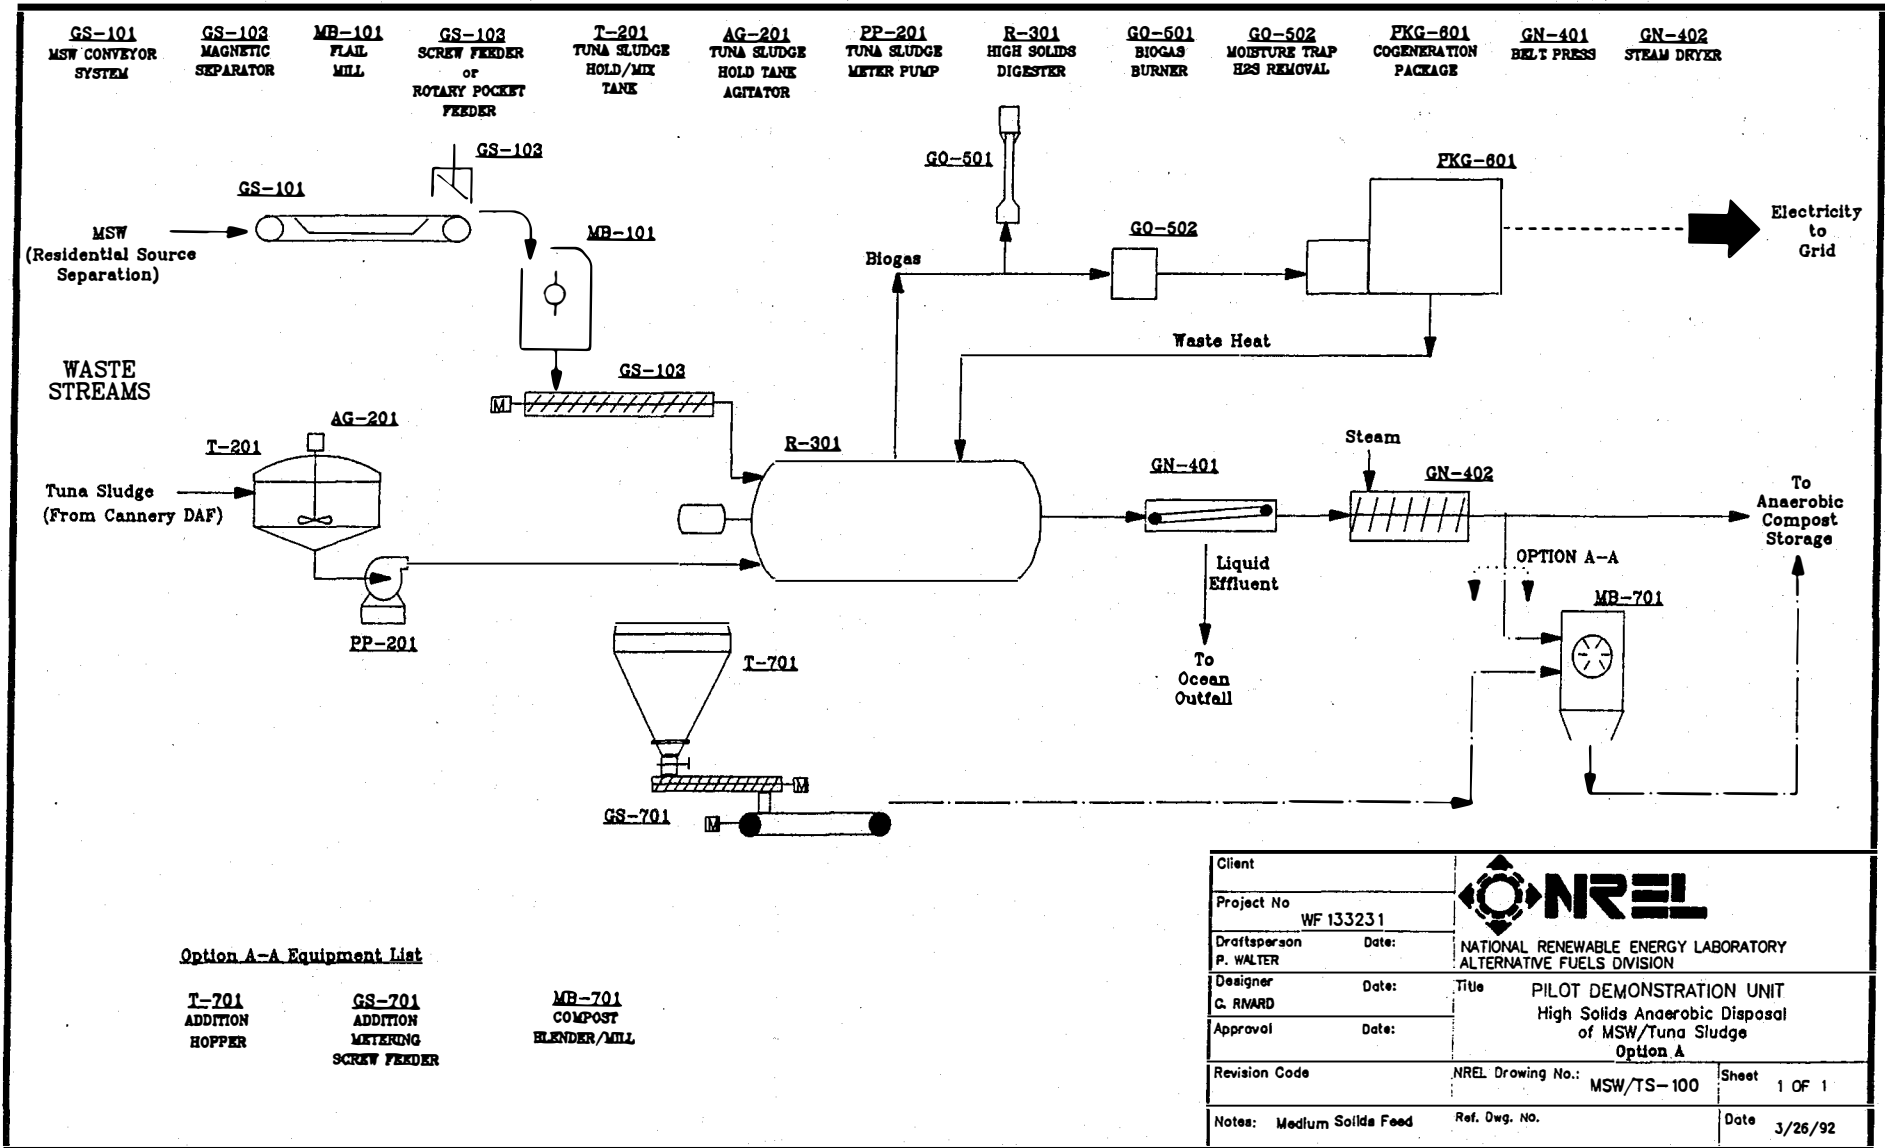 GS-101
MSW CONVEYOR
SYSTEM
GS-103
MAGNETIC
SEPARATOR
MB-101
FLAIL
MILL
GS-103
SCREW FEEDER
or
ROTARY POCKET
FEEDER
T-201
TUNA SLUDGE
HOLD/MIX
TANK
AG-201
TUNA SLUDGE
HOLD TANK
AGITATOR
PP-201
TUNA SLUDGE
METER PUMP
R-301
HIGH SOLIDS
DIGESTER
GO-501
BIOGAS
BURNER
GO-502
MOISTURE TRAP
H2S REMOVAL
PKG-601
COGENERATION
PACKAGE
GN-401
BELT PRESS
GN-402
STEAM DRYER
GS-103
GS-101
GO-501
PKG-601
MSW
(Residential Source
Separation)
MB-101
Biogas
GO-502
Electricity
to
Grid
Waste Heat
WASTE
STREAMS
GS-103
M
AG-201
T-201
R-301
Tuna Sludge
(From Cannery DAF)
PP-201
GN-401
Steam
GN-402
To
Anaerobic
Compost
Storage
Liquid
Effluent
OPTION A-A
MB-701
To
Ocean
Outfall
T-701
M
GS-701
M
Option A-A Equipment List
T-701
ADDITION
HOPPER
GS-701
ADDITION
METERING
SCREW FEEDER
MB-701
COMPOST
BLENDER/MILL
Client
Project No
WF 133231
Draftsperson Date:
P. WALTER
Designer Date:
C. RIVARD
Approval Date:
NREL
NATIONAL RENEWABLE ENERGY LABORATORY
ALTERNATIVE FUELS DIVISION
Title PILOT DEMONSTRATION UNIT
High Solids Anaerobic Disposal
of MSW/Tuna Sludge
Option A
Revision Code
NREL Drawing No.: MSW/TS-100
Sheet 1 OF 1
Notes: Medium Solids Feed
Ref. Dwg. No.
Date 3/26/92